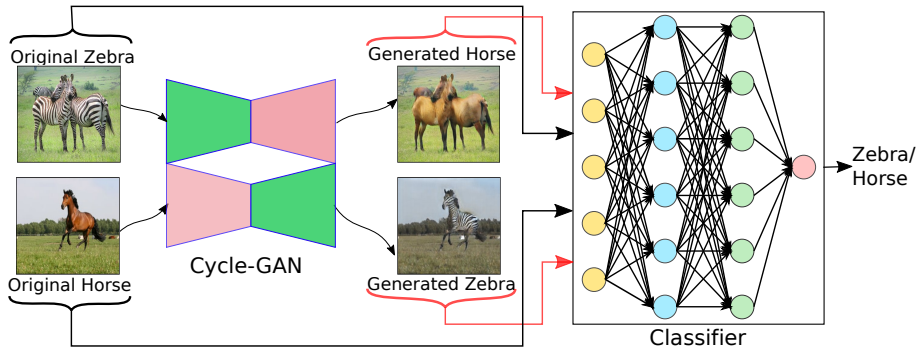 Original Zebra
Generated Horse
Original Horse
Cycle-GAN
Generated Zebra
Zebra/
Horse
Classifier